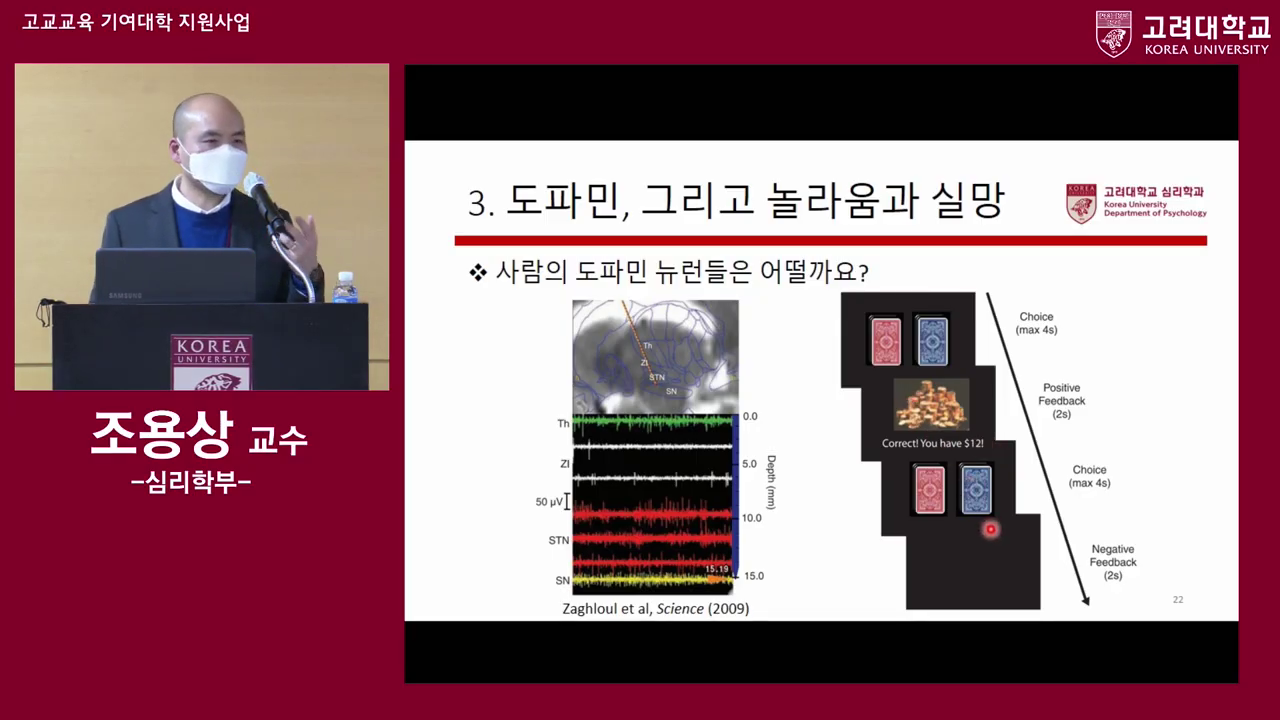 고교교육 기여대학 지원사업
고려대학교
KOREA UNIVERSITY
SAMSUNG
KOREA
UNIVERSITY
조용상 교수
-심리학부-
3. 도파민, 그리고 놀라움과 실망
KOREA
고려대학교 심리학과
Korea University
Department of Psychology
❖ 사람의 도파민 뉴런들은 어떨까요?
Th
ZI
STN
SN
Th
ZI
50 µV
STN
SN
0.0
5.0
10.0
15.0
Depth (mm)
15.19
Zaghloul et al, Science (2009)
Choice
(max 4s)
Positive
Feedback
(2s)
Correct! You have $12!
Choice
(max 4s)
Negative
Feedback
(2s)
22